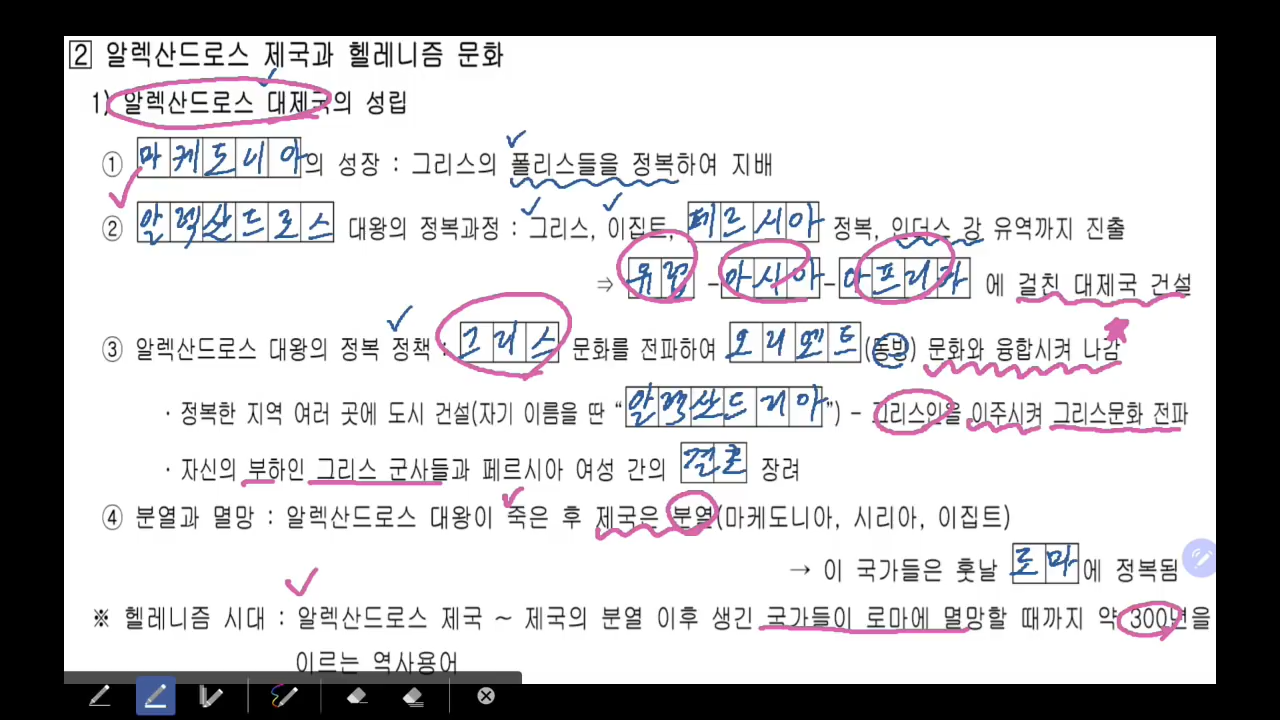 2 알렉산드로스 제국과 헬레니즘 문화
1) 알렉산드로스 대제국의 성립
① 마케도니아의 성장 : 그리스의 폴리스들을 정복하여 지배
② 알렉산드로스 대왕의 정복과정 : 그리스, 이집트, 페르시아 정복, 인더스 강 유역까지 진출
⇒ 유럽-아시아-아프리카에 걸친 대제국 건설
③ 알렉산드로스 대왕의 정복 정책 : 그리스 문화를 전파하여 오리엔트(동방) 문화와 융합시켜 나감
· 정복한 지역 여러 곳에 도시 건설(자기 이름을 딴 “알렉산드리아”) - 그리스인을 이주시켜 그리스문화 전파
· 자신의 부하인 그리스 군사들과 페르시아 여성 간의 결혼 장려
④ 분열과 멸망 : 알렉산드로스 대왕이 죽은 후 제국은 분열(마케도니아, 시리아, 이집트)
→ 이 국가들은 훗날 로마에 정복됨
※ 헬레니즘 시대 : 알렉산드로스 제국 ~ 제국의 분열 이후 생긴 국가들이 로마에 멸망할 때까지 약 300년을
이르는 역사용어